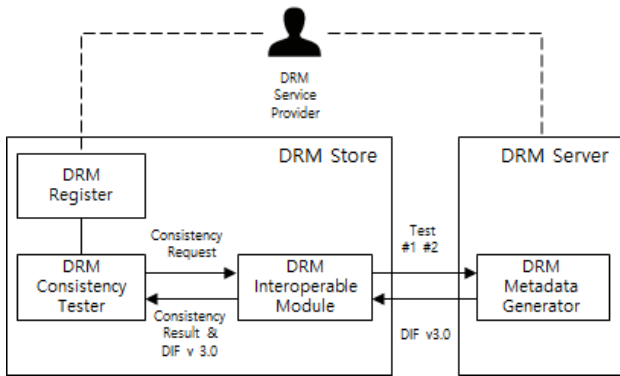 DRM
Service
Provider
DRM Store
DRM Server
DRM
Register
Consistency
Request
Test
#1 #2
DRM
Consistency
Tester
DRM
Interoperable
Module
DRM
Metadata
Generator
Consistency
Result &
DIF v 3.0
DIF v3.0